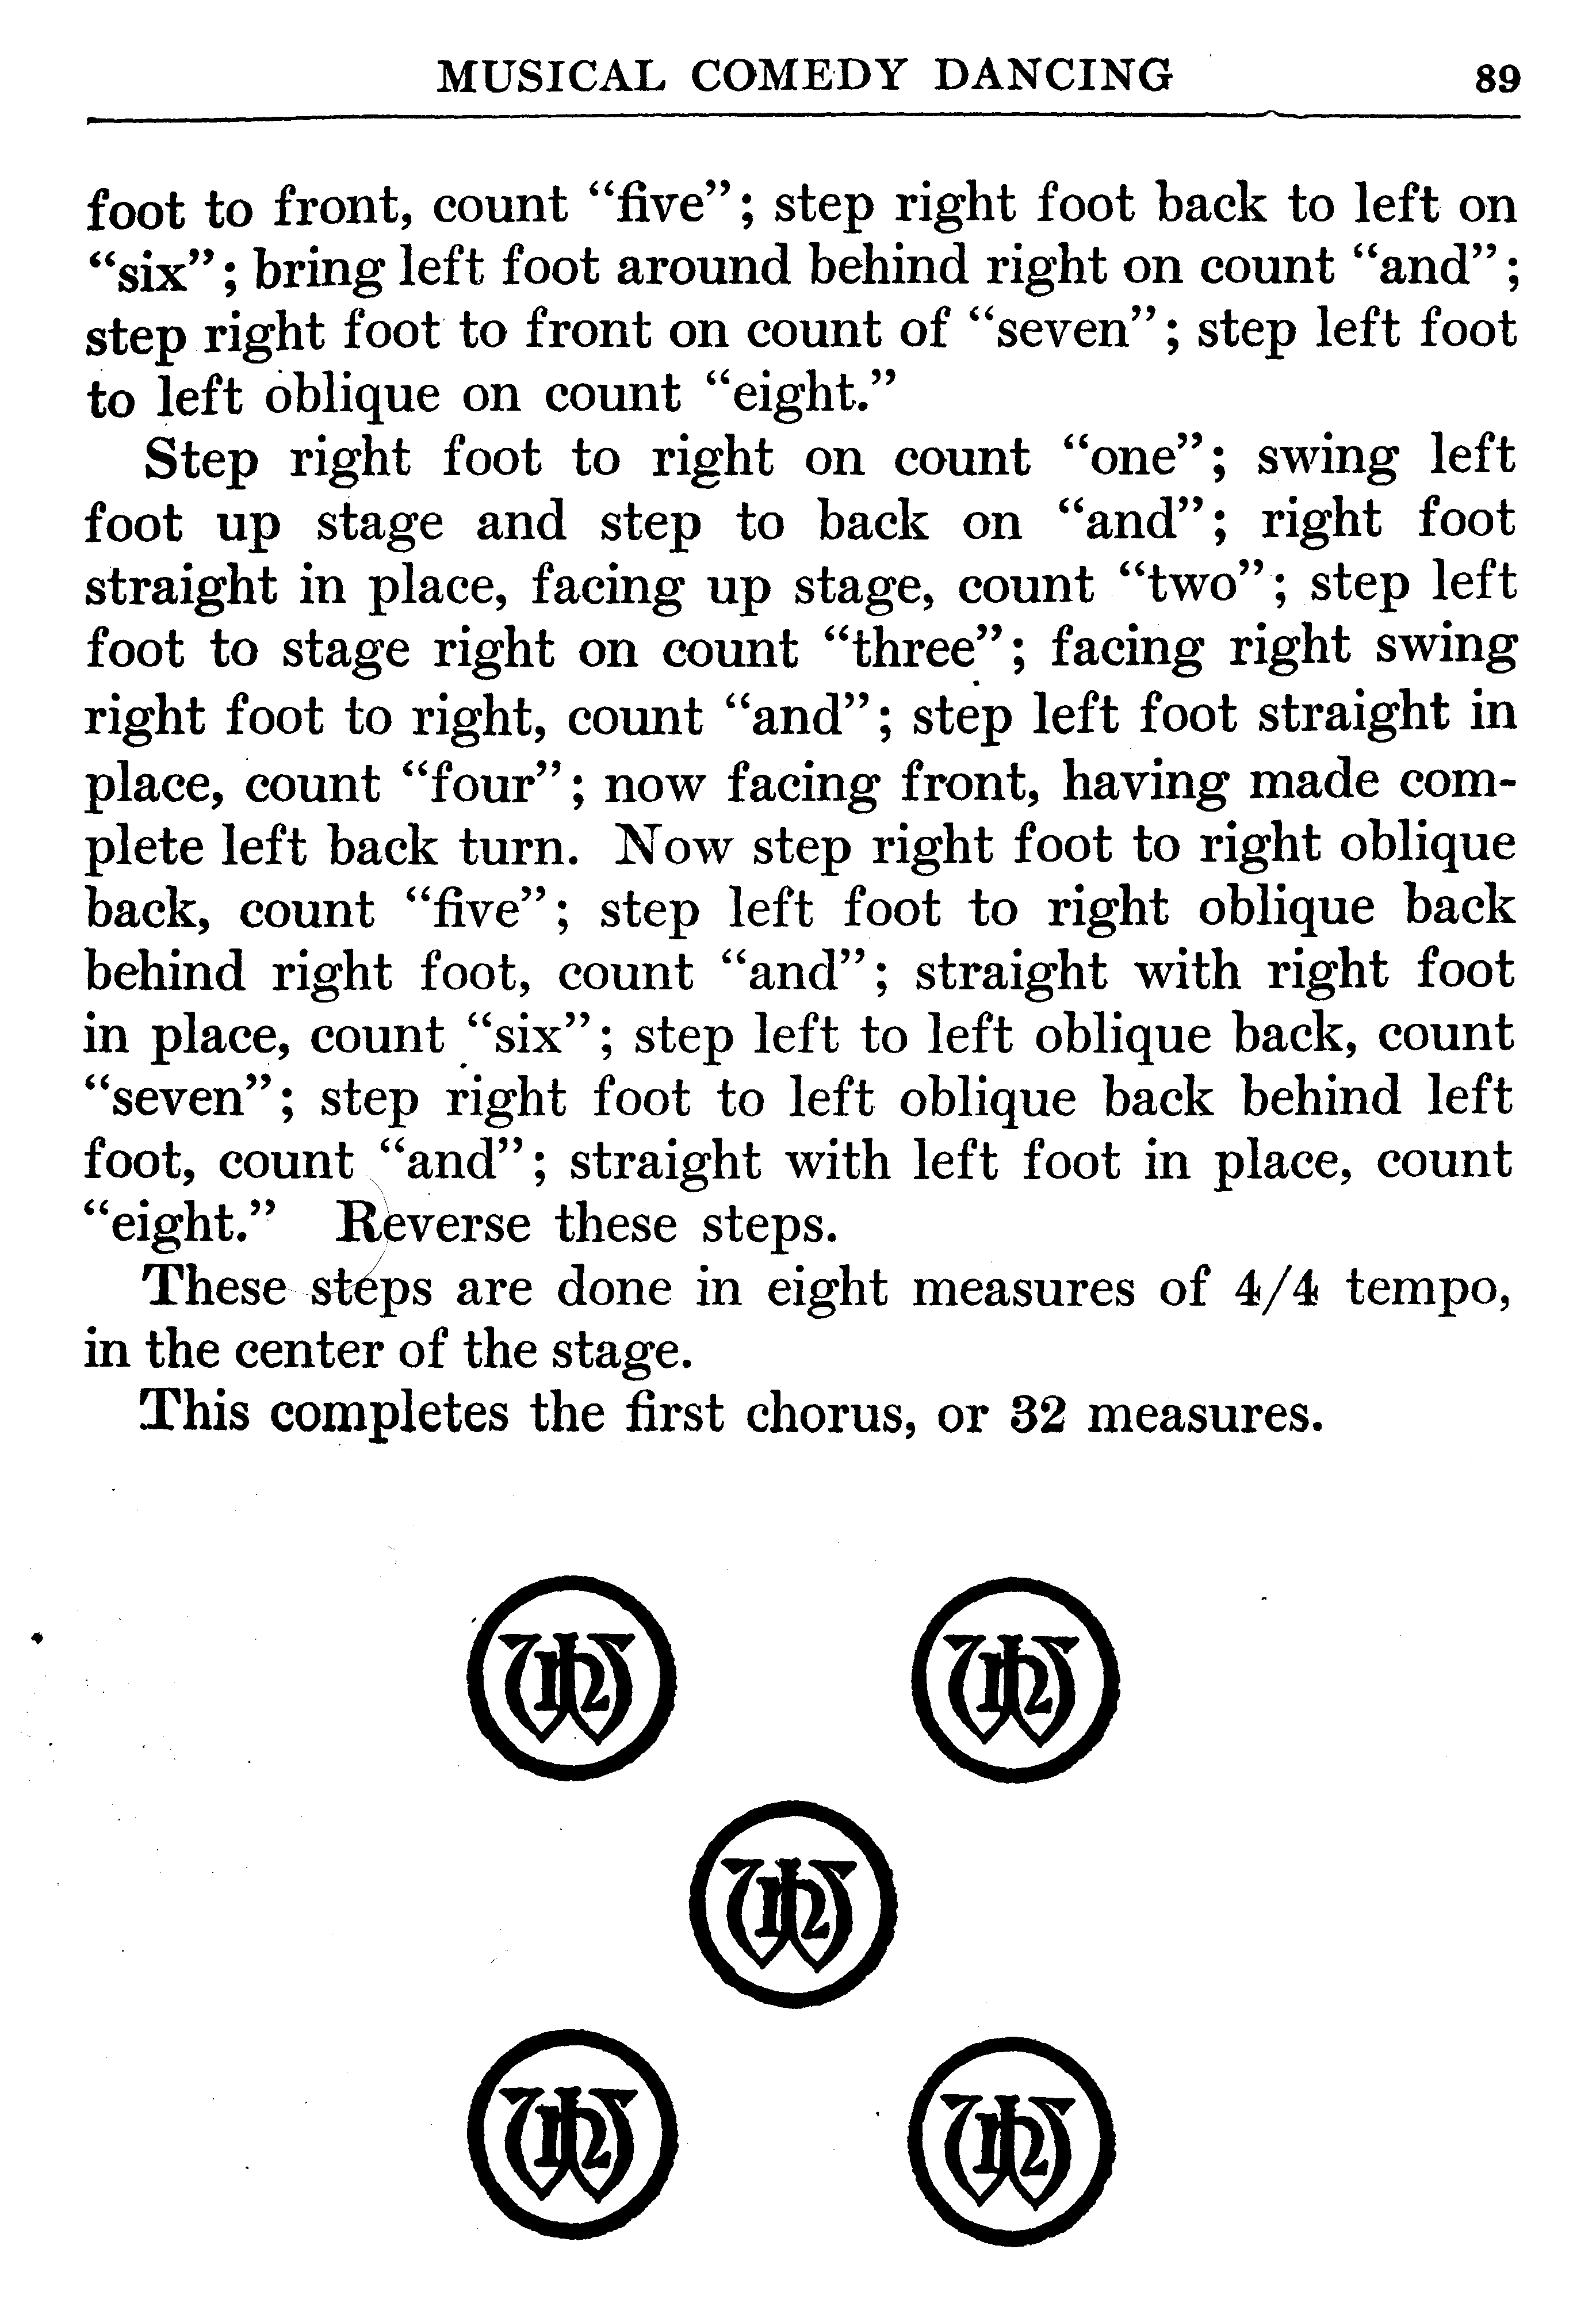 MUSICAL COMEDY DANCING 89
foot to front, count “five”; step right foot back to left on
“six”; bring left foot around behind right on count “and”;
step right foot to front on count of “seven”; step left foot
to left oblique on count “eight.”
Step right foot to right on count “one”; swing left
foot up stage and step to back on “and”; right foot
straight in place, facing up stage, count “two”; step left
foot to stage right on count “three”; facing right swing
right foot to right, count “and”; step left foot straight in
place, count “four”; now facing front, having made com-
plete left back turn. Now step right foot to right oblique
back, count “five”; step left foot to right oblique back
behind right foot, count “and”; straight with right foot
in place, count “six”; step left to left oblique back, count
“seven”; step right foot to left oblique back behind left
foot, count “and”; straight with left foot in place, count
“eight.” Reverse these steps.
These steps are done in eight measures of 4/4 tempo,
in the center of the stage.
This completes the first chorus, or 32 measures.